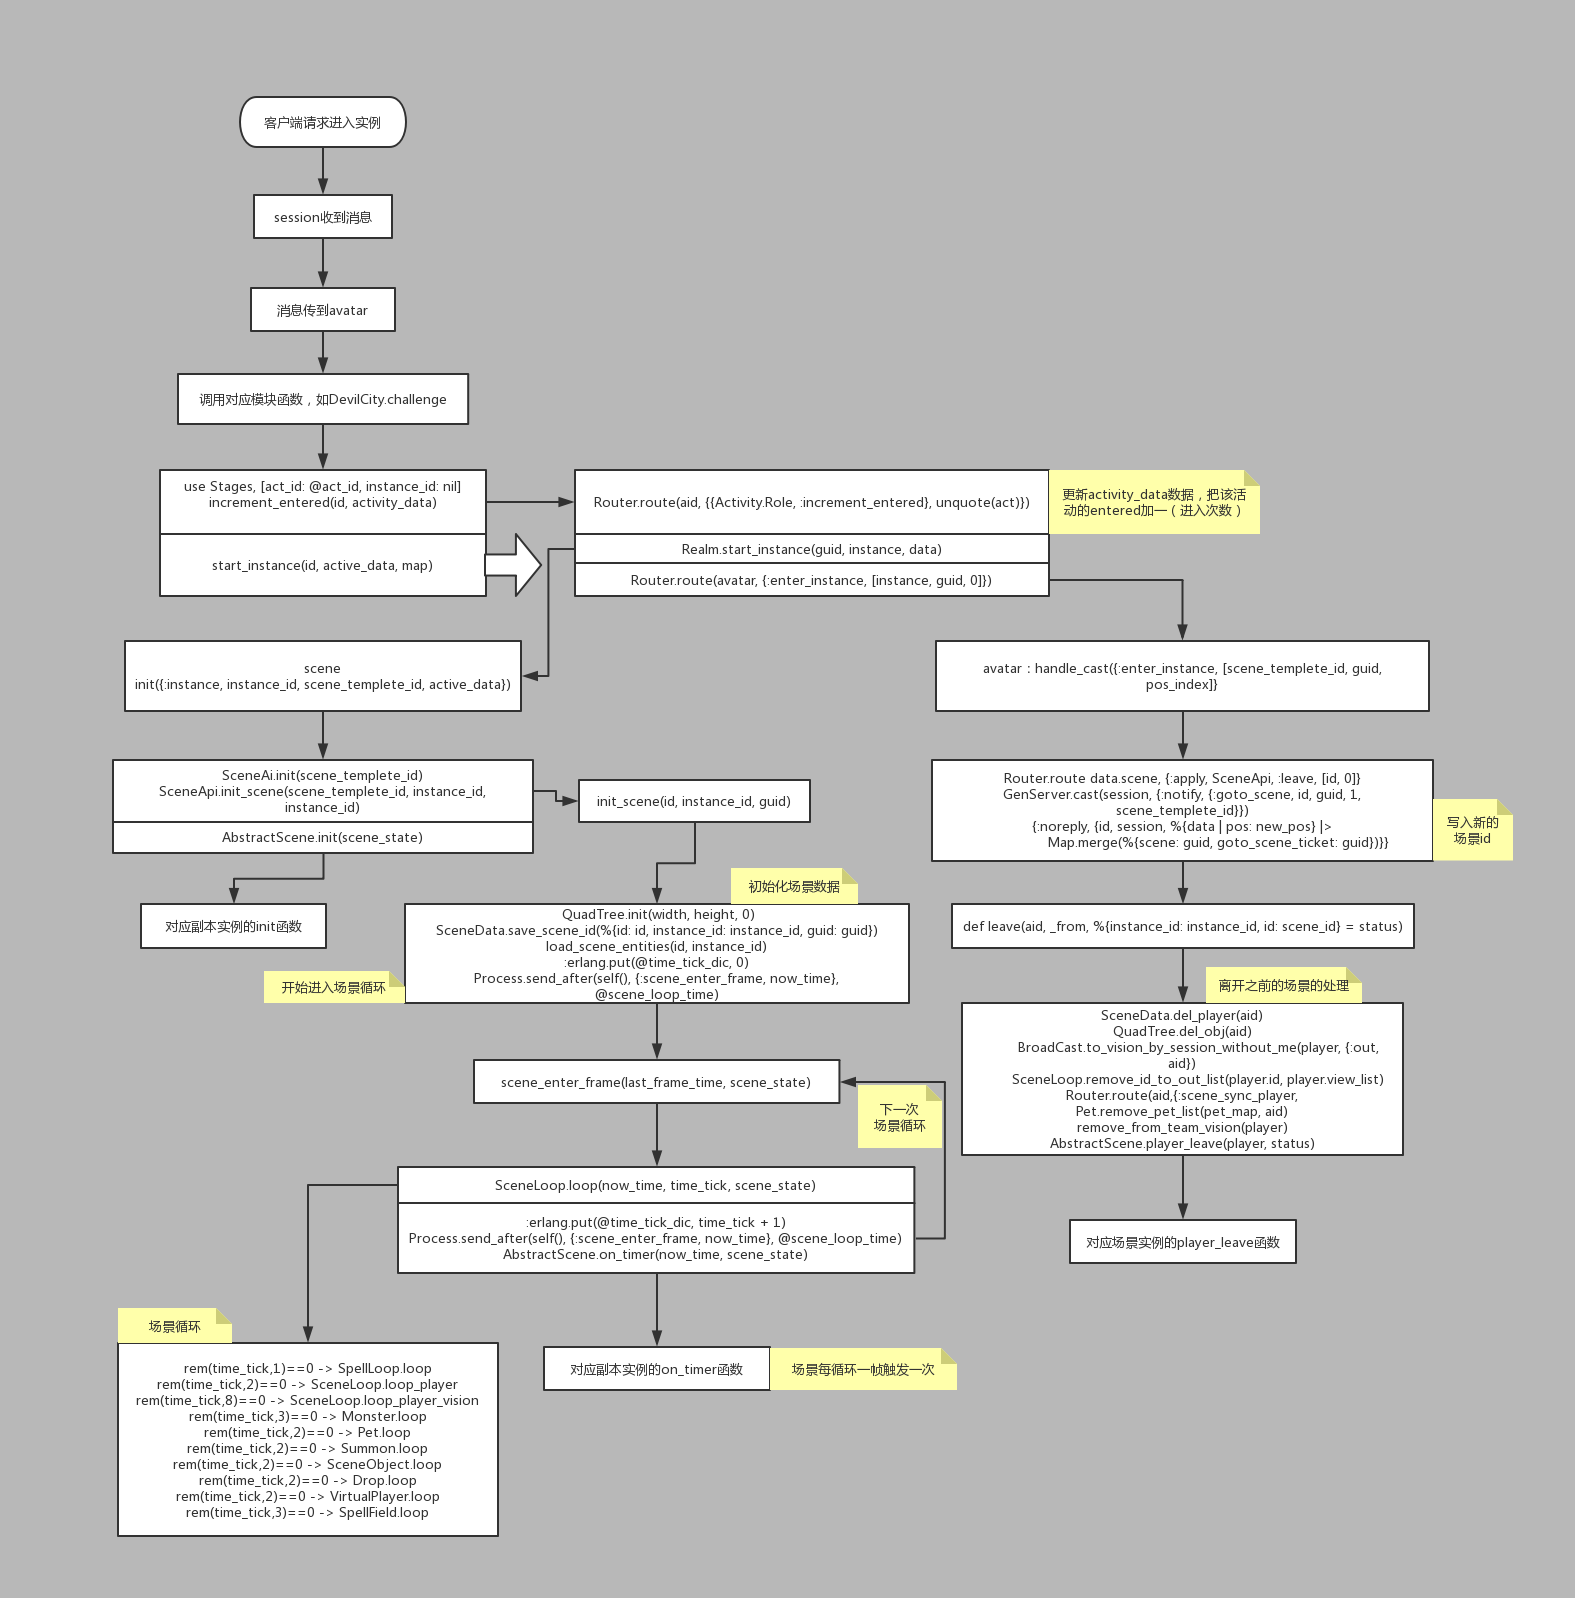 客户端请求进入实例
session收到消息
消息传到avatar
调用对应模块函数，如DevilCity.challenge
use Stages, [act_id: @act_id, instance_id: nil]
increment_entered(id, activity_data)
start_instance(id, active_data, map)
Router.route(aid, {{Activity.Role, :increment_entered}, unquote(act)})
更新activity_data数据，把该活
动的entered加一（进入次数）
Realm.start_instance(guid, instance, data)
Router.route(avatar, {:enter_instance, [instance, guid, 0]})
scene
init({:instance, instance_id, scene_templete_id, active_data})
avatar：handle_cast({:enter_instance, [scene_templete_id, guid,
pos_index]}
SceneAi.init(scene_templete_id)
SceneApi.init_scene(scene_templete_id, instance_id,
instance_id)
AbstractScene.init(scene_state)
init_scene(id, instance_id, guid)
Router.route data.scene, {:apply, SceneApi, :leave, [id, 0]}
GenServer.cast(session, {:notify, {:goto_scene, id, guid, 1,
scene_templete_id}})
{:noreply, {id, session, %{data | pos: new_pos} |>
Map.merge(%{scene: guid, goto_scene_ticket: guid})}}
写入新的
场景id
对应副本实例的init函数
初始化场景数据
QuadTree.init(width, height, 0)
SceneData.save_scene_id(%{id: id, instance_id: instance_id, guid: guid})
load_scene_entities(id, instance_id)
:erlang.put(@time_tick_dic, 0)
Process.send_after(self(), {:scene_enter_frame, now_time},
@scene_loop_time)
开始进入场景循环
def leave(aid, _from, %{instance_id: instance_id, id: scene_id} = status)
离开之前的场景的处理
SceneData.del_player(aid)
QuadTree.del_obj(aid)
BroadCast.to_vision_by_session_without_me(player, {:out,
aid})
SceneLoop.remove_id_to_out_list(player.id, player.view_list)
Router.route(aid,{:scene_sync_player,
Pet.remove_pet_list(pet_map, aid)
remove_from_team_vision(player)
AbstractScene.player_leave(player, status)
scene_enter_frame(last_frame_time, scene_state)
下一次
场景循环
SceneLoop.loop(now_time, time_tick, scene_state)
:erlang.put(@time_tick_dic, time_tick + 1)
Process.send_after(self(), {:scene_enter_frame, now_time}, @scene_loop_time)
AbstractScene.on_timer(now_time, scene_state)
对应场景实例的player_leave函数
场景循环
rem(time_tick,1)==0 -> SpellLoop.loop
rem(time_tick,2)==0 -> SceneLoop.loop_player
rem(time_tick,8)==0 -> SceneLoop.loop_player_vision
rem(time_tick,3)==0 -> Monster.loop
rem(time_tick,2)==0 -> Pet.loop
rem(time_tick,2)==0 -> Summon.loop
rem(time_tick,2)==0 -> SceneObject.loop
rem(time_tick,2)==0 -> Drop.loop
rem(time_tick,2)==0 -> VirtualPlayer.loop
rem(time_tick,3)==0 -> SpellField.loop
对应副本实例的on_timer函数
场景每循环一帧触发一次